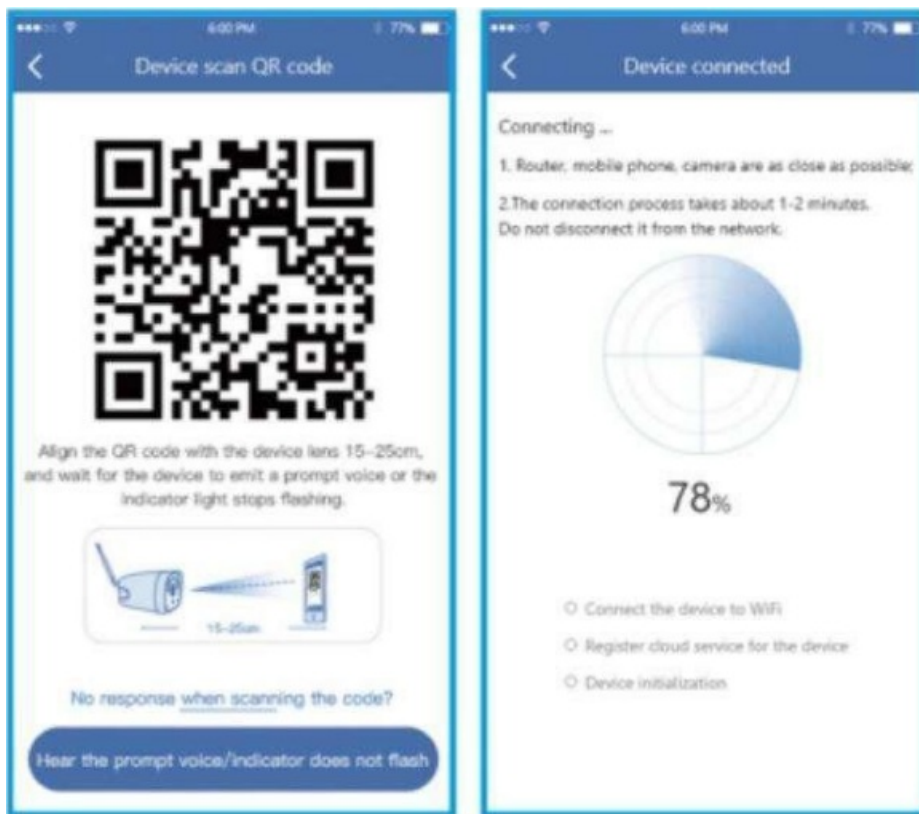 6:00 PM
77%
Device scan QR code
Align the QR code with the device lens 15–25cm,
and wait for the device to emit a prompt voice or the
indicator light stops flashing.
15–25cm
No response when scanning the code?
Hear the prompt voice/indicator does not flash
6:00 PM
77%
Device connected
Connecting ...
1. Router, mobile phone, camera are as close as possible;
2.The connection process takes about 1-2 minutes.
Do not disconnect it from the network.
78%
Connect the device to WiFi
Register cloud service for the device
Device initialization